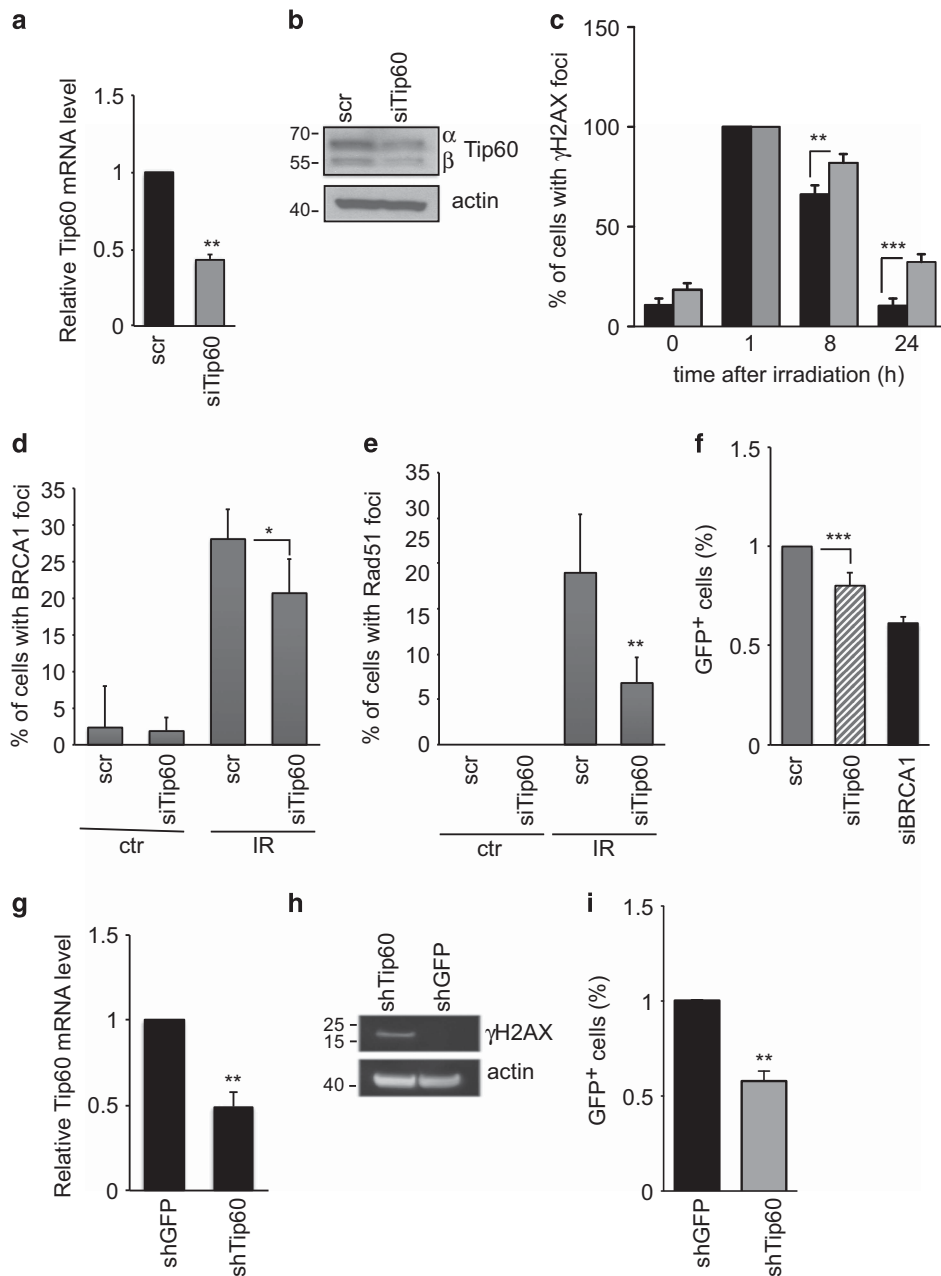 a
Relative Tip60 mRNA level
1.5
1
0.5
0
**
scr
siTip60
b
scr
siTip60
70-
55-
α
β
Tip60
40-
actin
c
% of cells with γH2AX foci
150
100
50
0
**
***
0 1 8 24
time after irradiation (h)
d
% of cells with BRCA1 foci
35
30
25
20
15
10
5
0
*
scr
siTip60
scr
siTip60
ctr
IR
e
% of cells with Rad51 foci
35
30
25
20
15
10
5
0
**
scr
siTip60
scr
siTip60
ctr
IR
f
GFP+ cells (%)
1.5
1
0.5
0
***
scr
siTip60
siBRCA1
g
Relative Tip60 mRNA level
1.5
1
0.5
0
**
shGFP
shTip60
h
shTip60
shGFP
25-
15-
γH2AX
40-
actin
i
GFP+ cells (%)
1.5
1
0.5
0
**
shGFP
shTip60